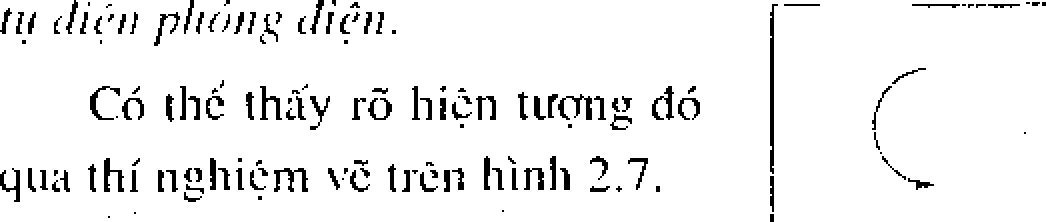 tụ điện phóng điện.
Có thể thấy rõ hiện tượng đó
qua thí nghiệm vẽ trên hình 2.7.